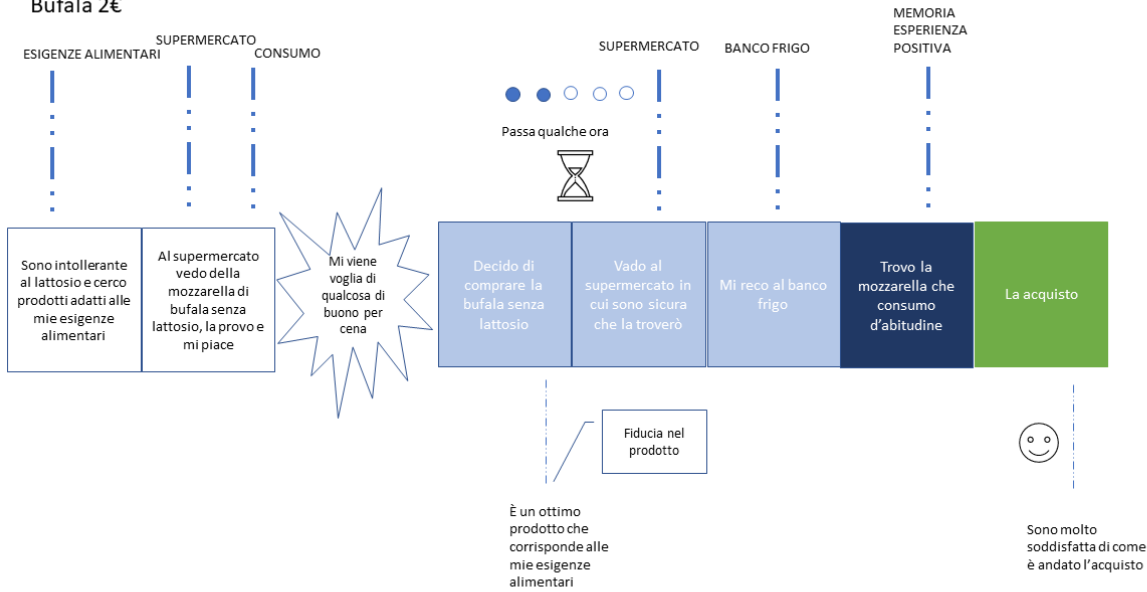 Bufala 2€
ESIGENZE ALIMENTARI
SUPERMERCATO
CONSUMO
SUPERMERCATO
BANCO FRIGO
MEMORIA
ESPERIENZA
POSITIVA
Passa qualche ora
Sono intollerante
al lattosio e cerco
prodotti adatti alle
mie esigenze
alimentari
Al supermercato
vedo della
mozzarella di
bufala senza
lattosio, la provo e
mi piace
Mi viene
voglia di
qualcosa di
buono per
cena
Decido di
comprare la
bufala senza
lattosio
Vado al
supermercato in
cui sono sicura
che la troverò
Mi reco al banco
frigo
Trovo la
mozzarella che
consumo
d’abitudine
La acquisto
Fiducia nel
prodotto
È un ottimo
prodotto che
corrisponde alle
mie esigenze
alimentari
Sono molto
soddisfatta di come
è andato l’acquisto